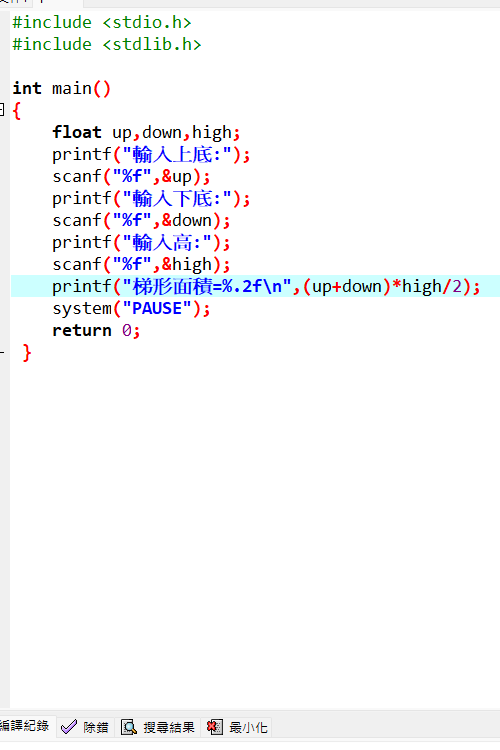 #include <stdio.h>
#include <stdlib.h>
int main()
{
float up,down,high;
printf("輸入上底:");
scanf("%f",&up);
printf("輸入下底:");
scanf("%f",&down);
printf("輸入高:");
scanf("%f",&high);
printf("梯形面積=%.2f\n",(up+down)*high/2);
system("PAUSE");
return 0;
}
編譯紀錄 除錯 搜尋結果 最小化